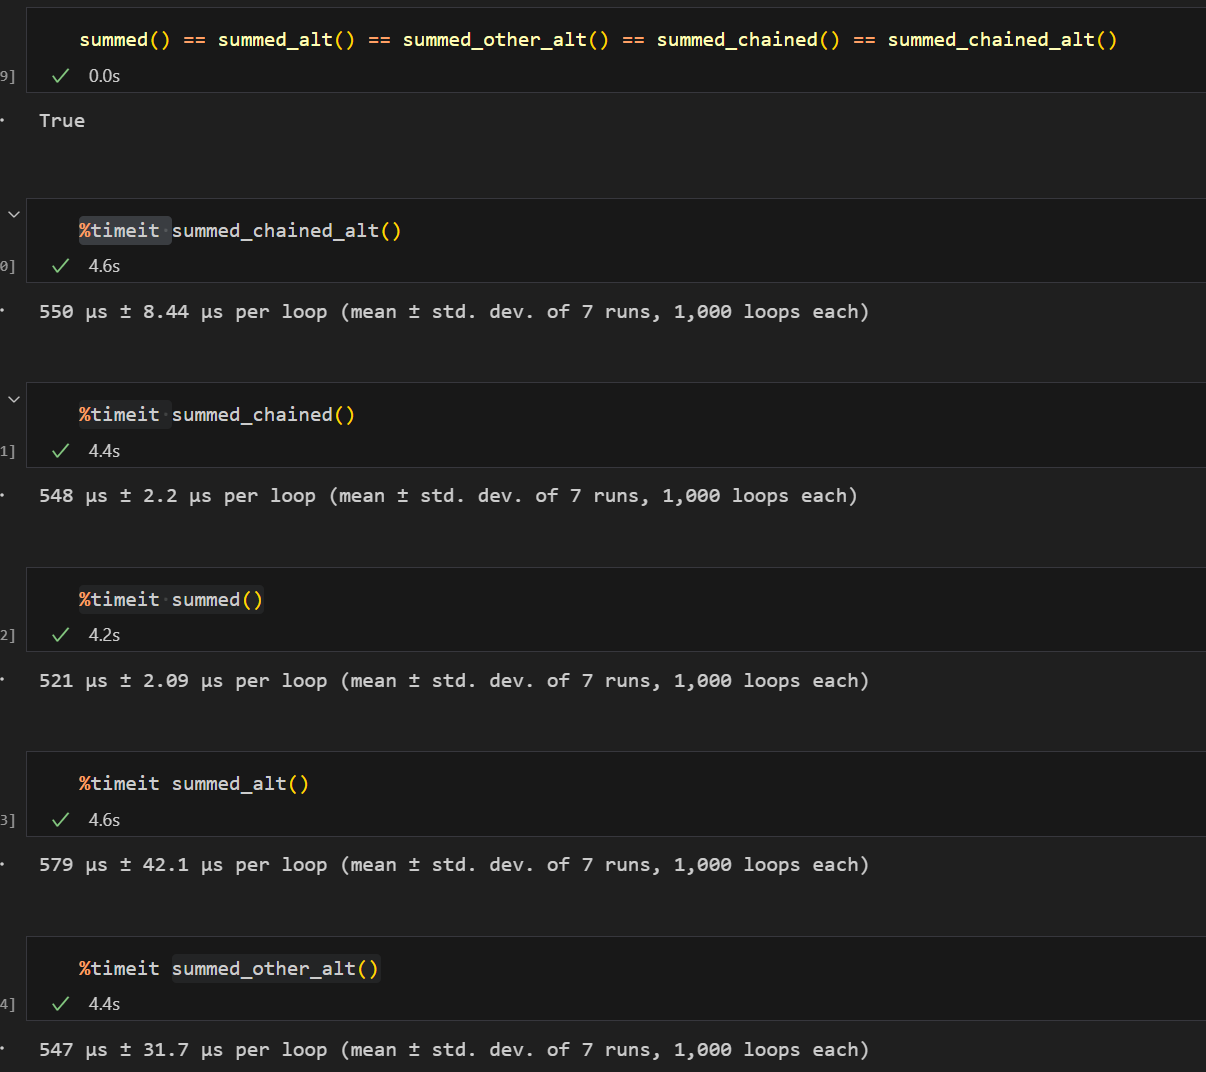 summed() == summed_alt() == summed_other_alt() == summed_chained() == summed_chained_alt()
9] 0.0s
True
%timeit summed_chained_alt()
0] 4.6s
550 µs ± 8.44 µs per loop (mean ± std. dev. of 7 runs, 1,000 loops each)
%timeit summed_chained()
1] 4.4s
548 µs ± 2.2 µs per loop (mean ± std. dev. of 7 runs, 1,000 loops each)
%timeit summed()
2] 4.2s
521 µs ± 2.09 µs per loop (mean ± std. dev. of 7 runs, 1,000 loops each)
%timeit summed_alt()
3] 4.6s
579 µs ± 42.1 µs per loop (mean ± std. dev. of 7 runs, 1,000 loops each)
%timeit summed_other_alt()
4] 4.4s
547 µs ± 31.7 µs per loop (mean ± std. dev. of 7 runs, 1,000 loops each)